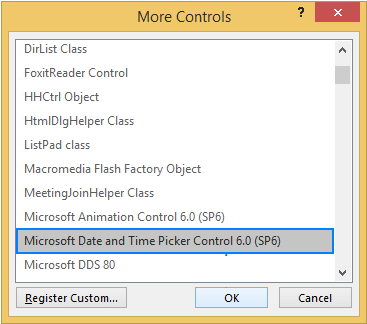 More Controls
?
DirList Class
FoxitReader Control
HHCtrl Object
HtmlDlgHelper Class
ListPad class
Macromedia Flash Factory Object
MeetingJoinHelper Class
Microsoft Animation Control 6.0 (SP6)
Microsoft Date and Time Picker Control 6.0 (SP6)
Microsoft DDS 80
Register Custom... OK Cancel